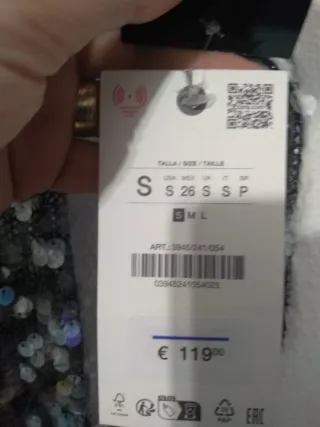 TALLA / SIZE / TAILLE
USA MEX UK IT BR
S S 26 S S P
S M L
ART.: 3945/241/054
03945241054023
€ 119.00
EAC